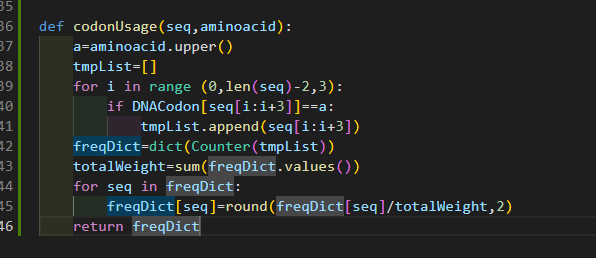 35
36 def codonUsage(seq,aminoacid):
37     a=aminoacid.upper()
38     tmpList=[]
39     for i in range (0,len(seq)-2,3):
40         if DNACodon[seq[i:i+3]]==a:
41             tmpList.append(seq[i:i+3])
42     freqDict=dict(Counter(tmpList))
43     totalWeight=sum(freqDict.values())
44     for seq in freqDict:
45         freqDict[seq]=round(freqDict[seq]/totalWeight,2)
46     return freqDict